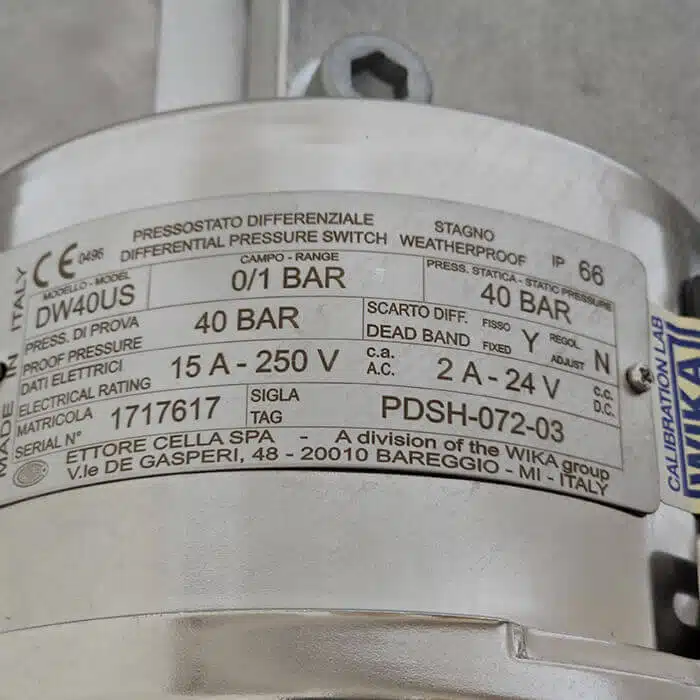 PRESSOSTATO DIFFERENZIALE STAGNO
CE 0496 DIFFERENTIAL PRESSURE SWITCH WEATHERPROOF IP 66
MODELLO - MODEL CAMPO - RANGE PRESS. STATICA - STATIC PRESSURE
DW40US 0/1 BAR 40 BAR
PRESS. DI PROVA SCARTO DIFF. FISSO REGOL.
PROOF PRESSURE 40 BAR DEAD BAND FIXED Y ADJUST N
DATI ELETTRICI c.a. c.c.
ELECTRICAL RATING 15 A - 250 V A.C. 2 A - 24 V D.C.
MATRICOLA SIGLA
SERIAL N° 1717617 TAG PDSH-072-03
ETTORE CELLA SPA - A division of the WIKA group
V.le DE GASPERI, 48 - 20010 BAREGGIO - MI - ITALY
MADE IN ITALY
CALIBRATION LAB
WIKA